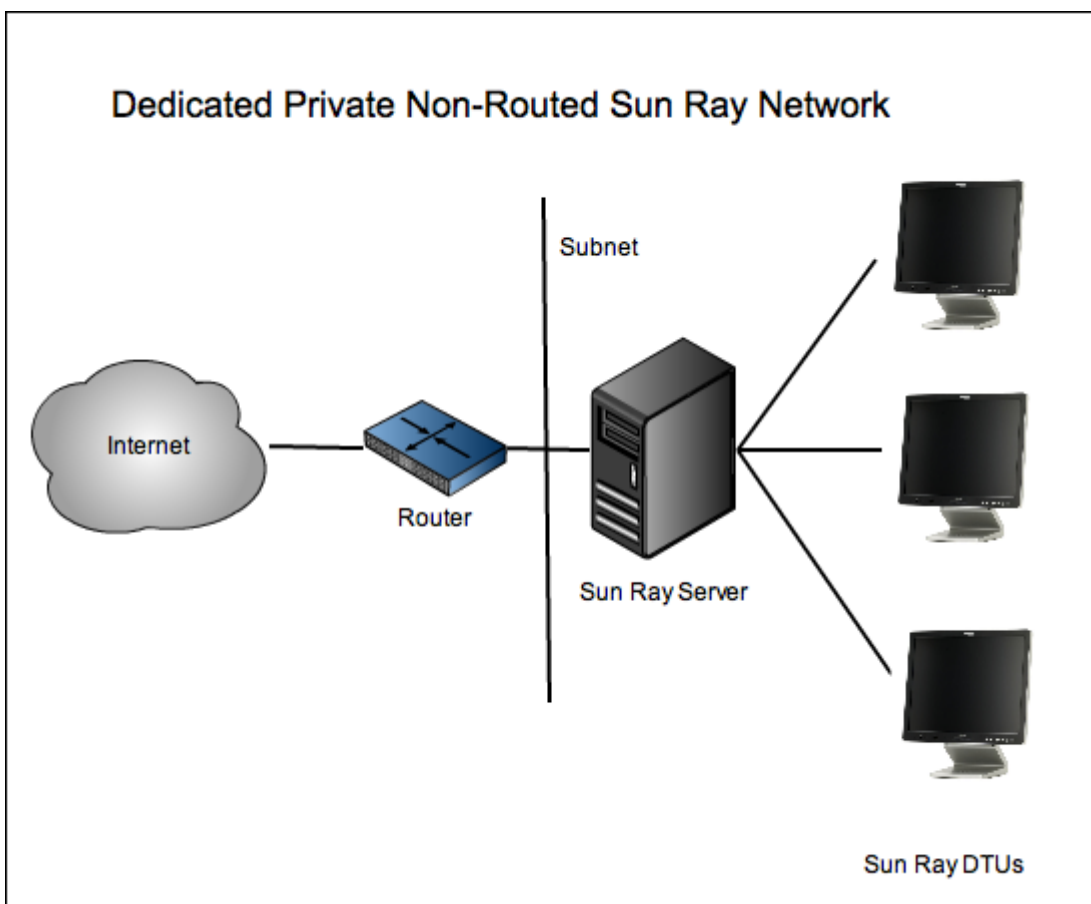 Dedicated Private Non-Routed Sun Ray Network
Subnet
Internet
Router
Sun Ray Server
Sun Ray DTUs